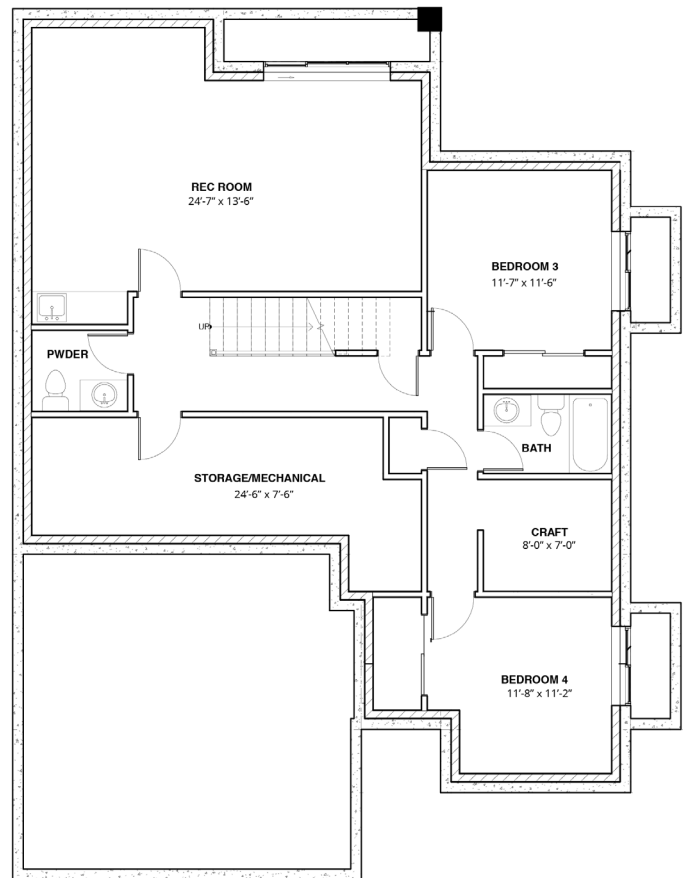 REC ROOM
24'-7" x 13'-6"
BEDROOM 3
11'-7" x 11'-6"
UP
PWDER
BATH
STORAGE/MECHANICAL
24'-6" x 7'-6"
CRAFT
8'-0" x 7'-0"
BEDROOM 4
11'-8" x 11'-2"